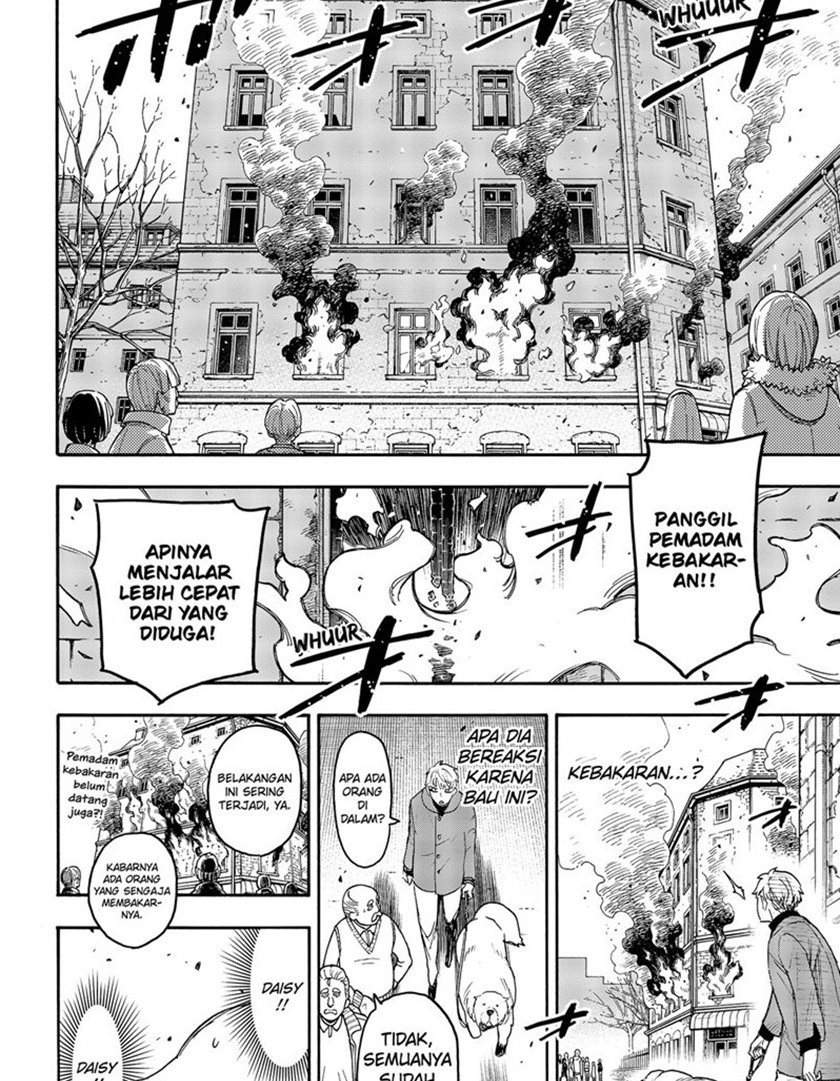 WHUUUR
WHUUUR
PANGGIL
PEMADAM
KEBAKAR-
AN!!
APINYA
MENJALAR
LEBIH CEPAT
DARI YANG
DIDUGA!
WHUUR
KEBAKARAN...?
APA DIA
BEREAKSI
KARENA
BAU INI?
APA ADA
ORANG
DI
DALAM?
TIDAK,
SEMUANYA
SUDAH
BELAKANGAN
INI SERING
TERJADI, YA.
Pemadam
kebakaran
belum
datang
juga?!
KABARNYA
ADA ORANG
YANG SENGAJA
MEMBAKAR-
NYA.
DAISY
!!
DAISY
!!